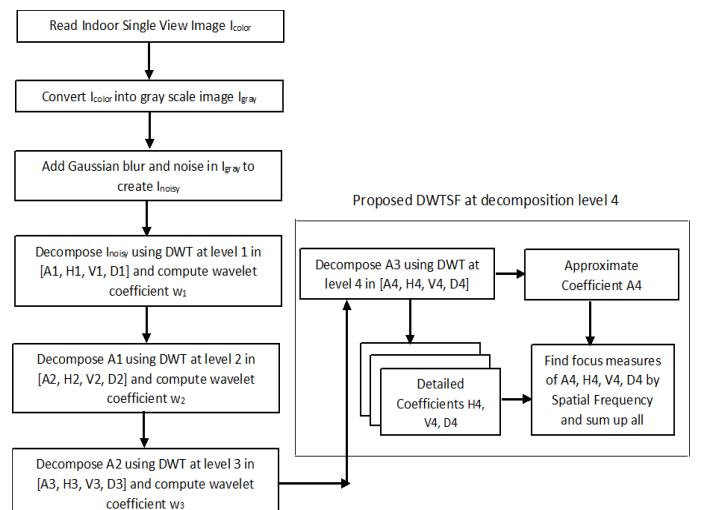 Read Indoor Single View Image Icolor
Convert Icolor into gray scale image Igray
Add Gaussian blur and noise in Igray to
create Inoisy
Decompose Inoisy using DWT at level 1 in
[A1, H1, V1, D1] and compute wavelet
coefficient w1
Decompose A1 using DWT at level 2 in
[A2, H2, V2, D2] and compute wavelet
coefficient w2
Decompose A2 using DWT at level 3 in
[A3, H3, V3, D3] and compute wavelet
coefficient w3
Proposed DWTSF at decomposition level 4
Decompose A3 using DWT at
level 4 in [A4, H4, V4, D4]
Approximate
Coefficient A4
Detailed
Coefficients H4,
V4, D4
Find focus measures
of A4, H4, V4, D4 by
Spatial Frequency
and sum up all